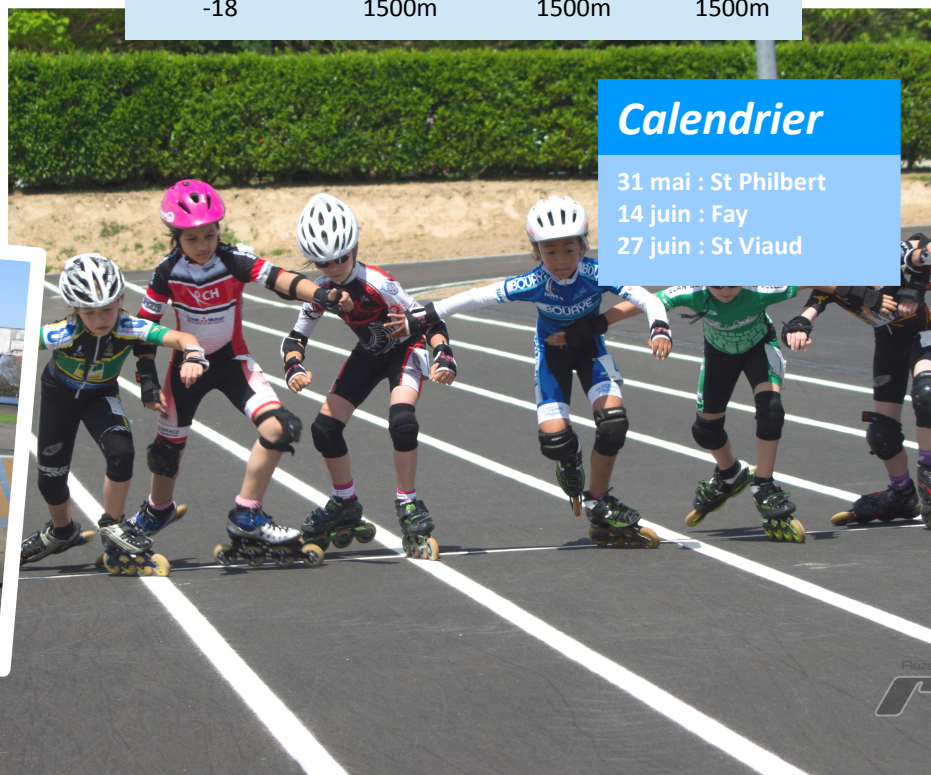 -18 1500m 1500m 1500m
Calendrier
31 mai : St Philbert
14 juin : Fay
27 juin : St Viaud